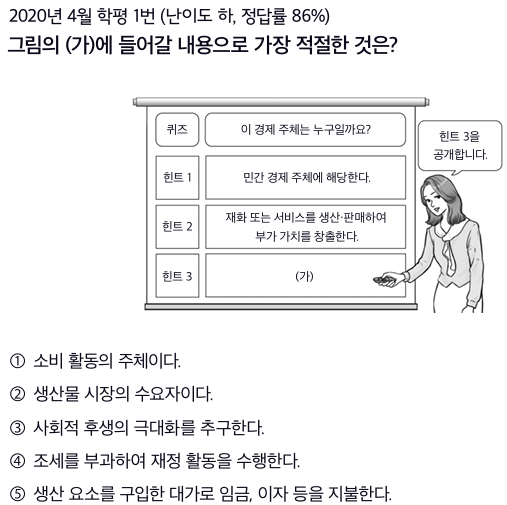 2020년 4월 학평 1번 (난이도 하, 정답률 86%)
그림의 (가)에 들어갈 내용으로 가장 적절한 것은?
퀴즈 이 경제 주체는 누구일까요?
힌트 3을
공개합니다.
힌트 1 민간 경제 주체에 해당한다.
힌트 2 재화 또는 서비스를 생산·판매하여
부가 가치를 창출한다.
힌트 3 (가)
① 소비 활동의 주체이다.
② 생산물 시장의 수요자이다.
③ 사회적 후생의 극대화를 추구한다.
④ 조세를 부과하여 재정 활동을 수행한다.
⑤ 생산 요소를 구입한 대가로 임금, 이자 등을 지불한다.